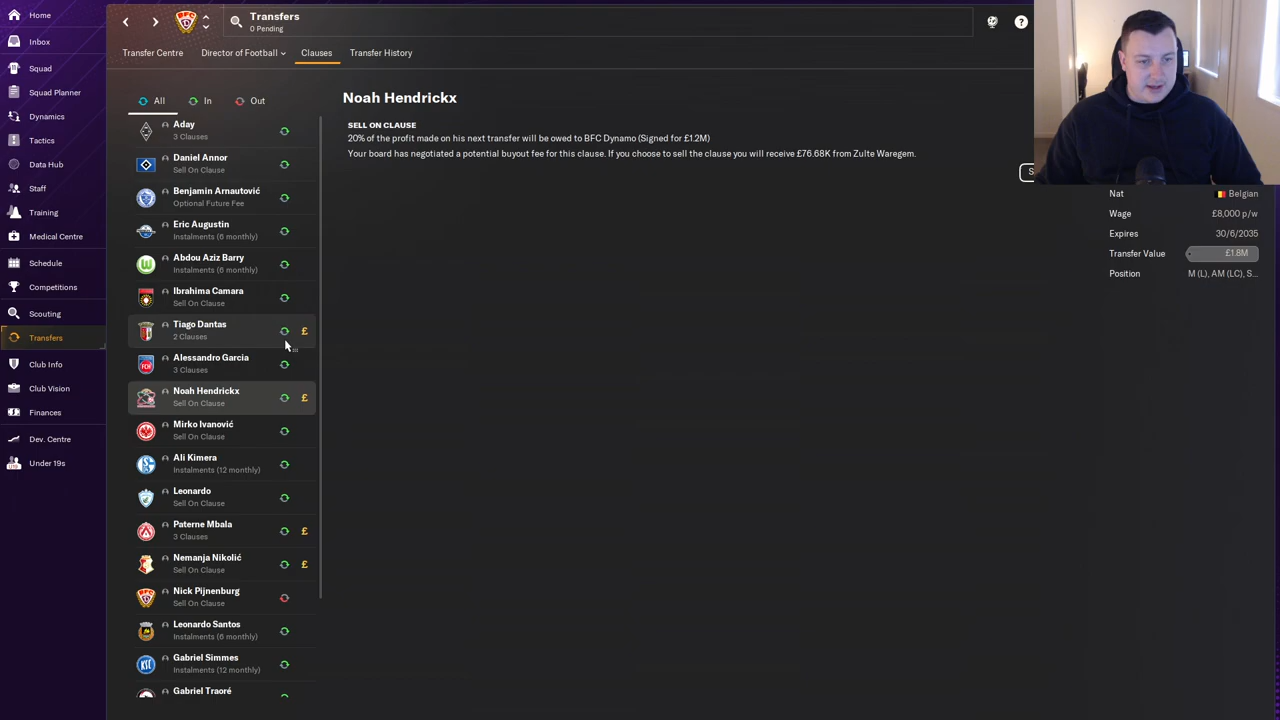 Home
Inbox
Squad
Squad Planner
Dynamics
Tactics
Data Hub
Staff
Training
Medical Centre
Schedule
Competitions
Scouting
Transfers
Club Info
Club Vision
Finances
Dev. Centre
Under 19s
Transfers
0 Pending
?
Transfer Centre
Director of Football
Clauses
Transfer History
All
In
Out
Aday
3 Clauses
Daniel Annor
Sell On Clause
Benjamin Arnautović
Optional Future Fee
Eric Augustin
Instalments (6 monthly)
Abdou Aziz Barry
Instalments (6 monthly)
Ibrahima Camara
Sell On Clause
Tiago Dantas
2 Clauses
£
Alessandro Garcia
3 Clauses
Noah Hendrickx
Sell On Clause
£
Mirko Ivanović
Sell On Clause
Ali Kimera
Instalments (12 monthly)
Leonardo
Sell On Clause
Paterne Mbala
3 Clauses
£
Nemanja Nikolić
Sell On Clause
£
Nick Pijnenburg
Sell On Clause
Leonardo Santos
Instalments (6 monthly)
Gabriel Simmes
Instalments (12 monthly)
Gabriel Traoré
Noah Hendrickx
SELL ON CLAUSE
20% of the profit made on his next transfer will be owed to BFC Dynamo (Signed for £1.2M)
Your board has negotiated a potential buyout fee for this clause. If you choose to sell the clause you will receive £76.68K from Zulte Waregem.
Nat Belgian
Wage £8,000 p/w
Expires 30/6/2035
Transfer Value £1.8M
Position M (L), AM (LC), S...